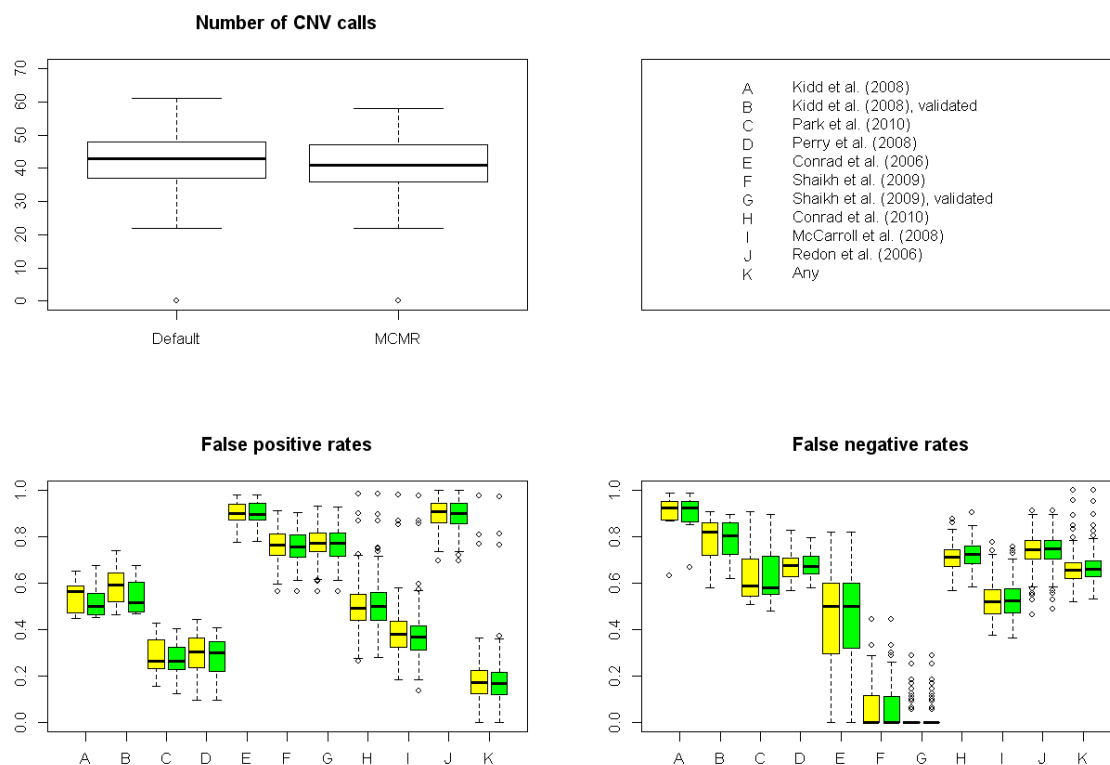 Number of CNV calls
70
60
50
40
30
20
10
0
Default MCMR
A Kidd et al. (2008)
B Kidd et al. (2008), validated
C Park et al. (2010)
D Perry et al. (2008)
E Conrad et al. (2006)
F Shaikh et al. (2009)
G Shaikh et al. (2009), validated
H Conrad et al. (2010)
I McCarroll et al. (2008)
J Redon et al. (2006)
K Any
False positive rates
1.0
0.8
0.6
0.4
0.2
0.0
A B C D E F G H I J K
False negative rates
1.0
0.8
0.6
0.4
0.2
0.0
A B C D E F G H I J K